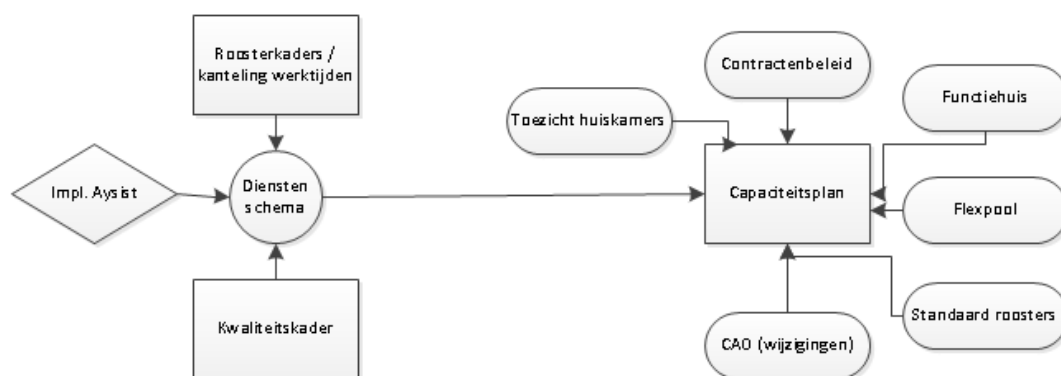 Roosterkaders /
kanteling werktijden
Contractenbeleid
Functiehuis
Toezicht huiskamers
Impl. Aysist
Diensten
schema
Capaciteitsplan
Flexpool
Kwaliteitskader
CAO (wijzigingen)
Standaard roosters